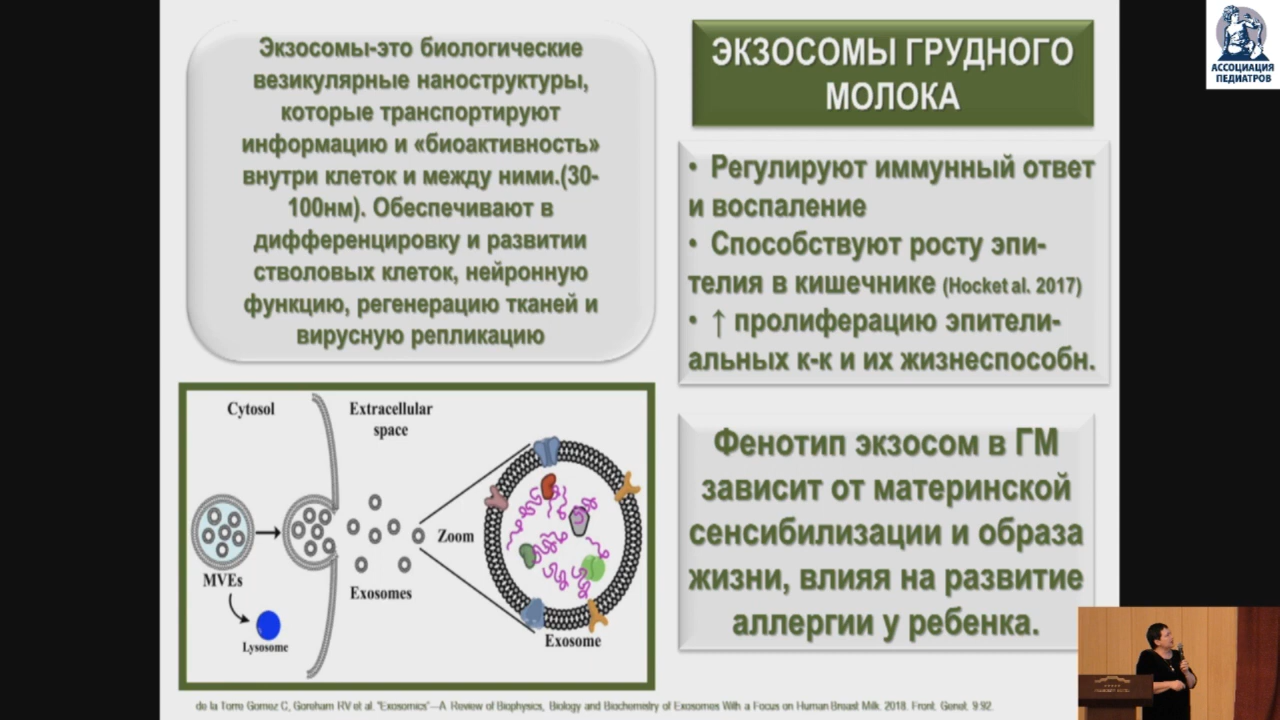 Экзосомы-это биологические
везикулярные наноструктуры,
которые транспортируют
информацию и «биоактивность»
внутри клеток и между ними.(30-
100нм). Обеспечивают в
дифференцировку и развитии
стволовых клеток, нейронную
функцию, регенерацию тканей и
вирусную репликацию
ЭКЗОСОМЫ ГРУДНОГО
МОЛОКА
• Регулируют иммунный ответ
и воспаление
• Способствуют росту эпи-
телия в кишечнике (Hocket al. 2017)
• ↑ пролиферацию эпители-
альных к-к и их жизнеспособн.
Фенотип экзосом в ГМ
зависит от материнской
сенсибилизации и образа
жизни, влияя на развитие
аллергии у ребенка.
Cytosol
Extracellular
space
MVEs
Lysosome
Exosomes
Zoom
Exosome
de la Torre Gomez C, Goreham RV et al. "Exosomics"—A Review of Biophysics, Biology and Biochemistry of Exosomes With a Focus on Human Breast Milk. 2018. Front. Genet. 9:92.
АССОЦИАЦИЯ
ПЕДИАТРОВ